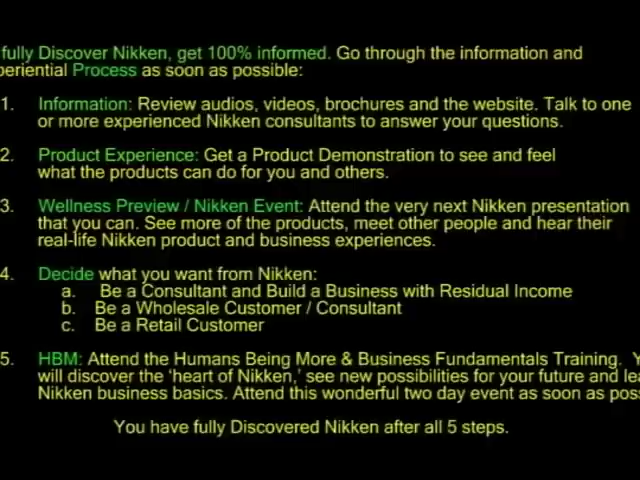 fully Discover Nikken, get 100% informed. Go through the information and
Process as soon as possible:
1. Information: Review audios, videos, brochures and the website. Talk to one
or more experienced Nikken consultants to answer your questions.
2. Product Experience: Get a Product Demonstration to see and feel
what the products can do for you and others.
3. Wellness Preview / Nikken Event: Attend the very next Nikken presentation
that you can. See more of the products, meet other people and hear their
real-life Nikken product and business experiences.
4. Decide what you want from Nikken:
a. Be a Consultant and Build a Business with Residual Income
b. Be a Wholesale Customer / Consultant
c. Be a Retail Customer
5. HBM: Attend the Humans Being More & Business Fundamentals Training.
will discover the 'heart of Nikken,' see new possibilities for your future and
Nikken business basics. Attend this wonderful two day event as soon as
You have fully Discovered Nikken after all 5 steps.